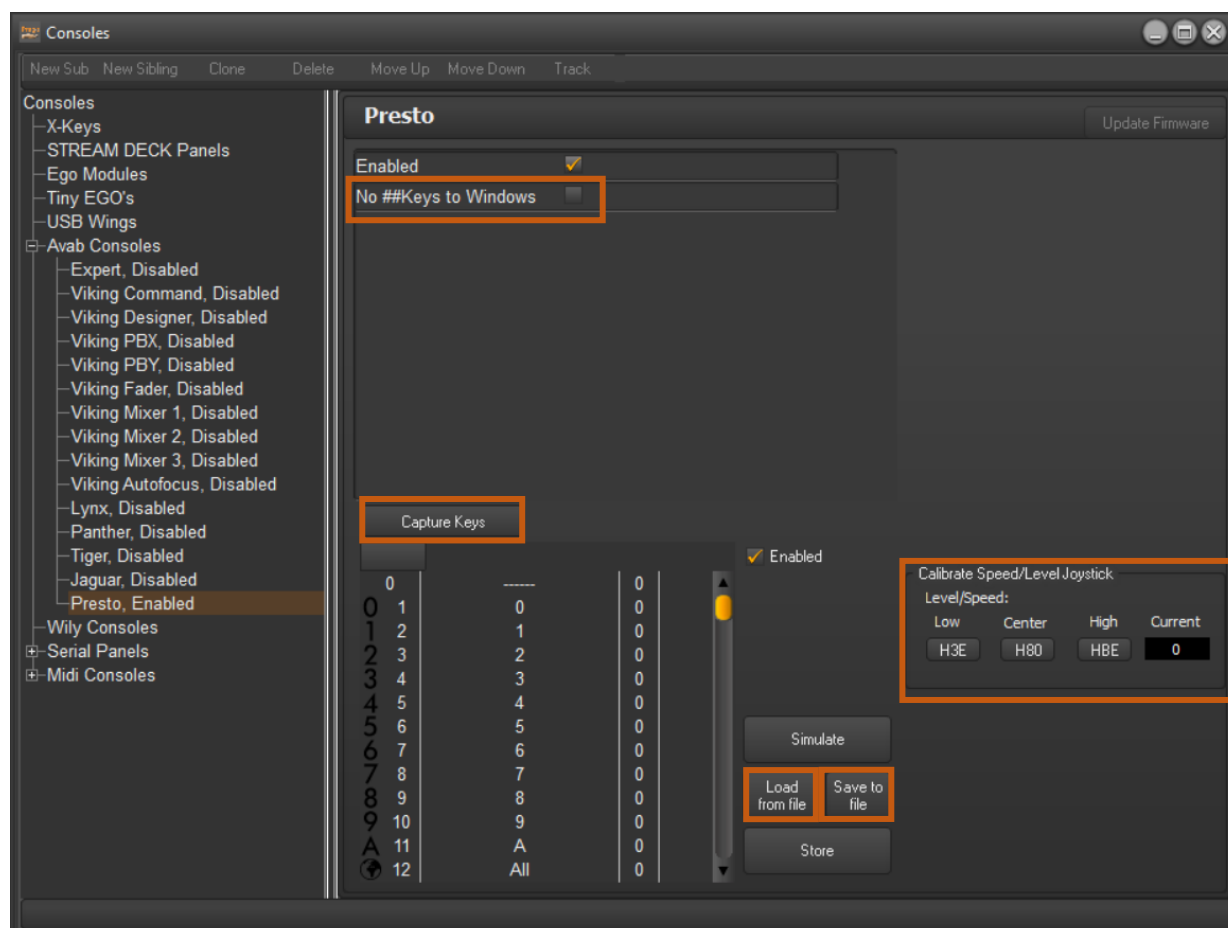 Consoles
New Sub New Sibling Clone Delete Move Up Move Down Track
Consoles
X-Keys
STREAM DECK Panels
Ego Modules
Tiny EGO's
USB Wings
Avab Consoles
Expert, Disabled
Viking Command, Disabled
Viking Designer, Disabled
Viking PBX, Disabled
Viking PBY, Disabled
Viking Fader, Disabled
Viking Mixer 1, Disabled
Viking Mixer 2, Disabled
Viking Mixer 3, Disabled
Viking Autofocus, Disabled
Lynx, Disabled
Panther, Disabled
Tiger, Disabled
Jaguar, Disabled
Presto, Enabled
Wily Consoles
Serial Panels
Midi Consoles
Presto
Update Firmware
Enabled
No ##Keys to Windows
Capture Keys
0 ------ 0
0 1 0 0
1 2 1 0
2 3 2 0
3 4 3 0
4 5 4 0
5 6 5 0
6 7 6 0
7 8 7 0
8 9 8 0
9 10 9 0
A 11 A 0
12 All 0
Enabled
Simulate
Load from file
Save to file
Store
Calibrate Speed/Level Joystick
Level/Speed:
Low Center High Current
H3E H80 HBE 0